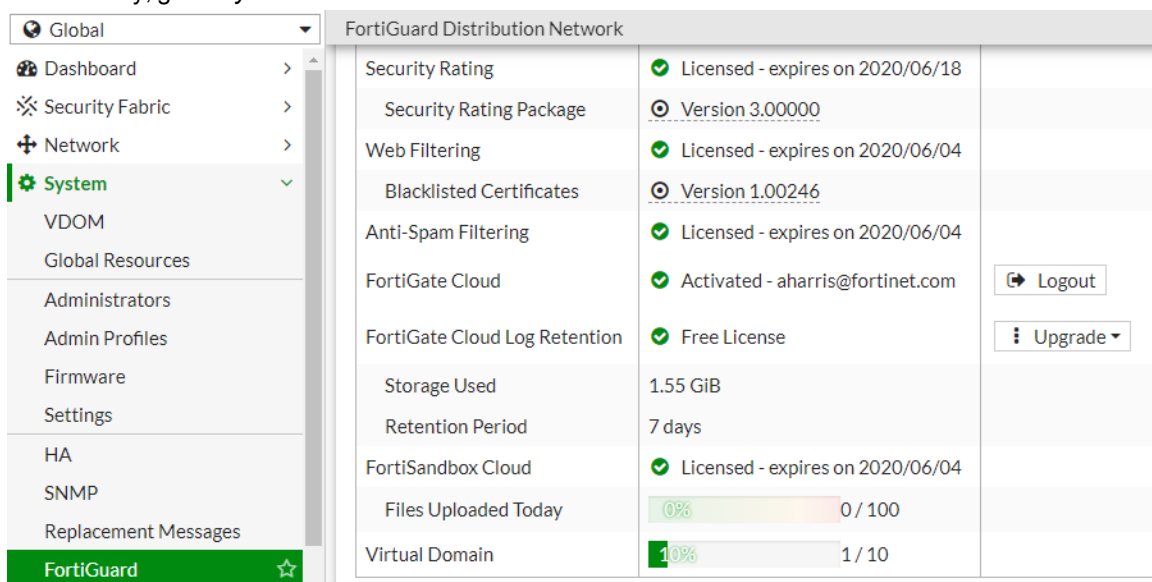 Global
FortiGuard Distribution Network
Dashboard
Security Fabric
Network
System
VDOM
Global Resources
Administrators
Admin Profiles
Firmware
Settings
HA
SNMP
Replacement Messages
FortiGuard
Security Rating Licensed - expires on 2020/06/18
Security Rating Package Version 3.00000
Web Filtering Licensed - expires on 2020/06/04
Blacklisted Certificates Version 1.00246
Anti-Spam Filtering Licensed - expires on 2020/06/04
FortiGate Cloud Activated - aharris@fortinet.com Logout
FortiGate Cloud Log Retention Free License Upgrade
Storage Used 1.55 GiB
Retention Period 7 days
FortiSandbox Cloud Licensed - expires on 2020/06/04
Files Uploaded Today 0% 0 / 100
Virtual Domain 10% 1 / 10